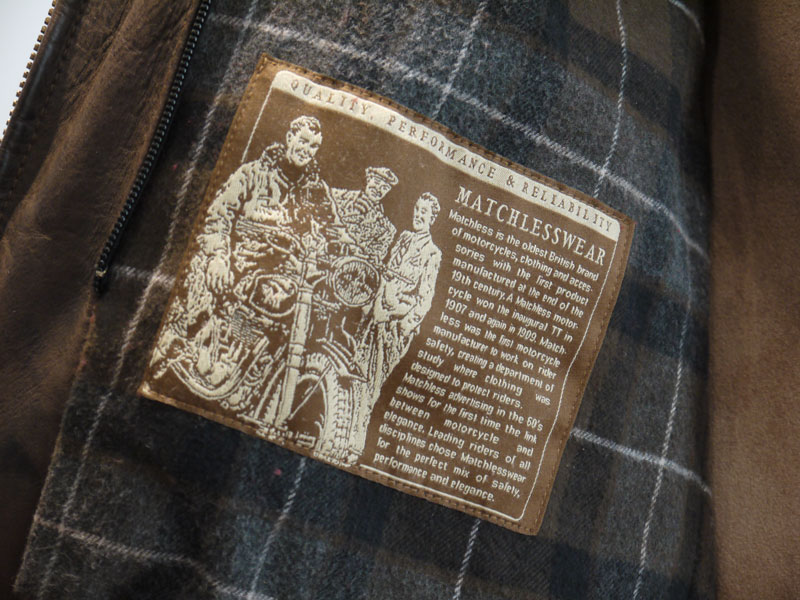 QUALITY, PERFORMANCE & RELIABILITY
MATCHLESSWEAR
Matchless is the oldest British brand
of motorcycles, clothing and acces-
sories with the first product
manufactured at the end of the
19th century. A Matchless motor-
cycle won the inaugural TT in
1907 and again in 1909. Match-
less was the first motorcycle
manufacturer to work on rider
safety, creating a department of
study where clothing was
designed to protect riders.
Matchless advertising in the 60's
shows for the first time the link
between motorcycle and
elegance. Leading riders of all
disciplines chose Matchlesswear
for the perfect mix of safety,
performance and elegance.